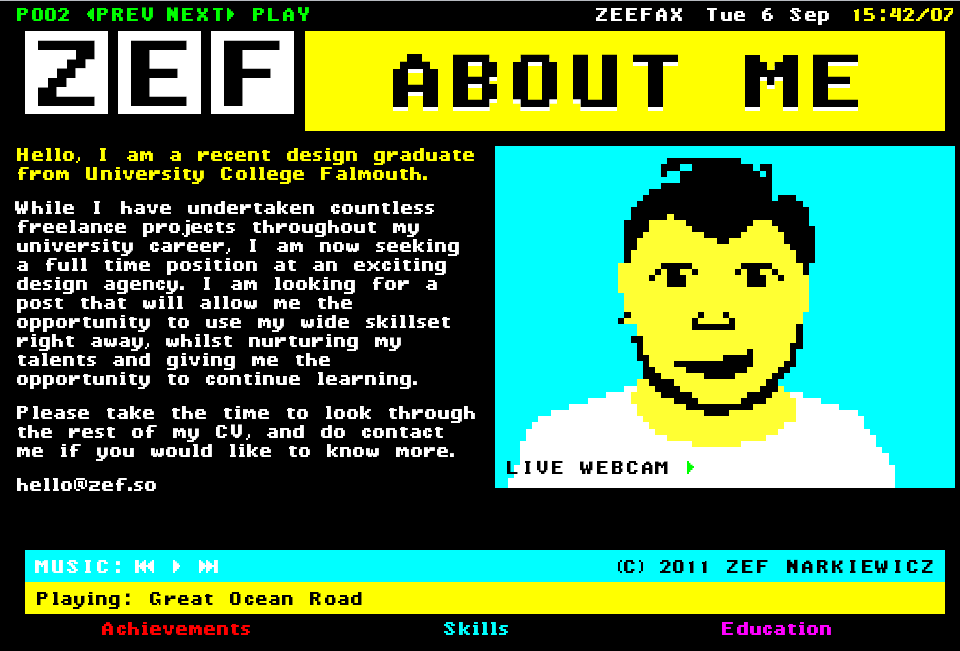 P002 PREV NEXT PLAY ZEEFAX Tue 6 Sep 15:42/07
ZEF ABOUT ME
Hello, I am a recent design graduate
from University College Falmouth.
While I have undertaken countless
freelance projects throughout my
university career, I am now seeking
a full time position at an exciting
design agency. I am looking for a
post that will allow me the
opportunity to use my wide skillset
right away, whilst nurturing my
talents and giving me the
opportunity to continue learning.
Please take the time to look through
the rest of my CV, and do contact
me if you would like to know more.
hello@zef.so
LIVE WEBCAM
MUSIC: (C) 2011 ZEF NARKIEWICZ
Playing: Great Ocean Road
Achievements Skills Education